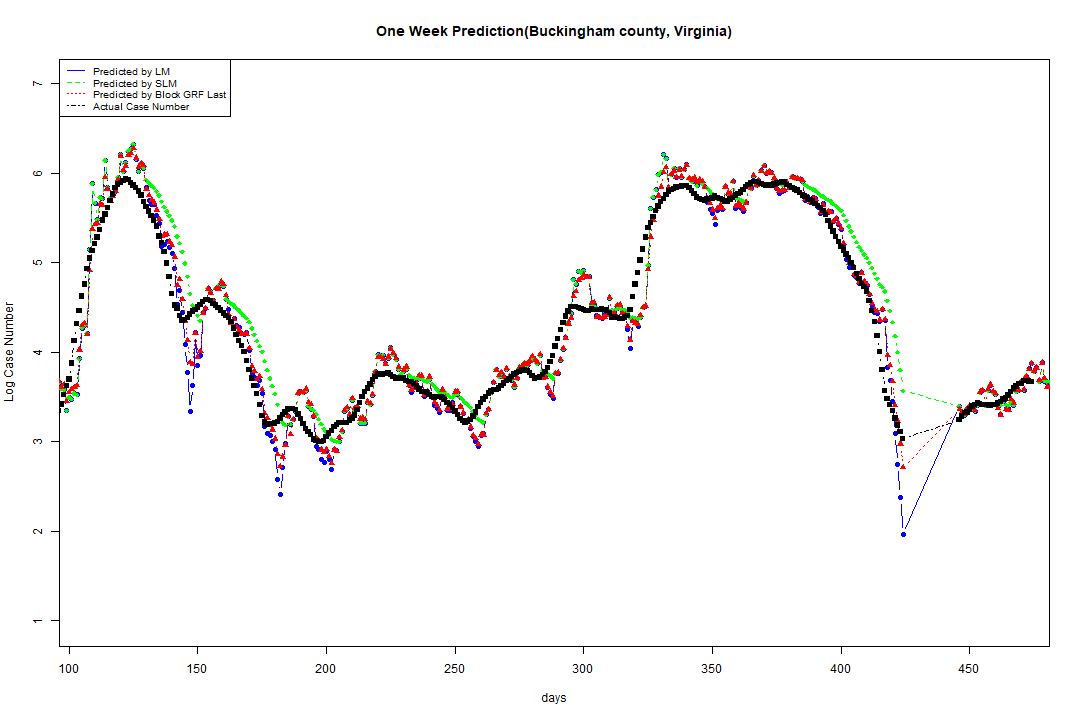 One Week Prediction(Buckingham county, Virginia)
Predicted by LM
Predicted by SLM
Predicted by Block GRF Last
Actual Case Number
7
6
5
4
3
2
1
Log Case Number
100 150 200 250 300 350 400 450
days